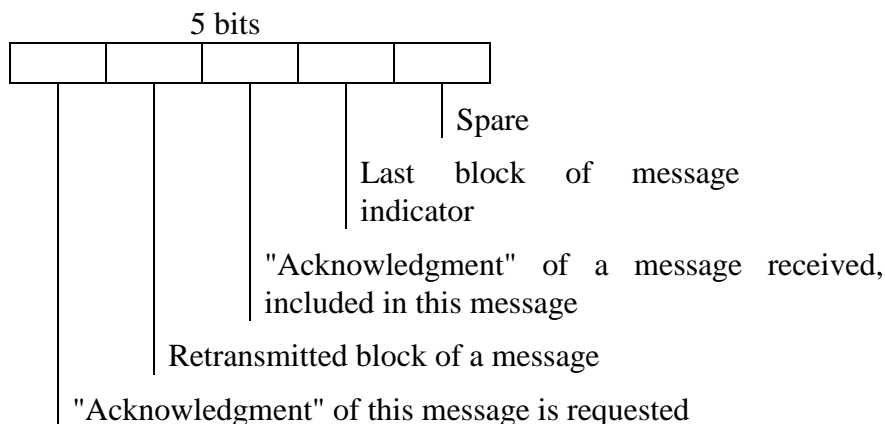 5 bits
Spare
Last block of message
indicator
"Acknowledgment" of a message received,
included in this message
Retransmitted block of a message
"Acknowledgment" of this message is requested